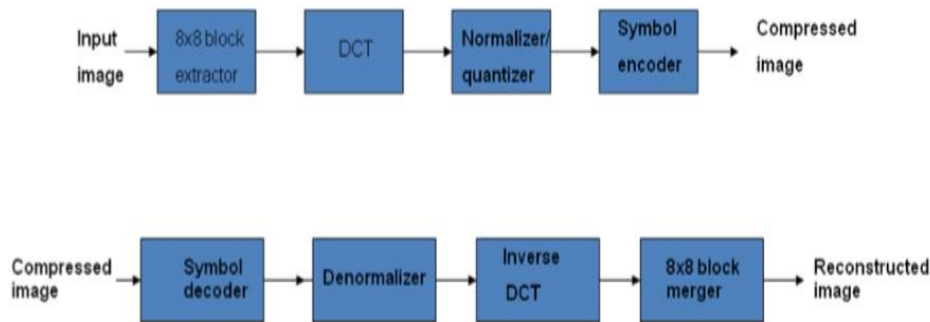 Input
image
8x8 block
extractor
DCT
Normalizer/
quantizer
Symbol
encoder
Compressed
image
Compressed
image
Symbol
decoder
Denormalizer
Inverse
DCT
8x8 block
merger
Reconstructed
image